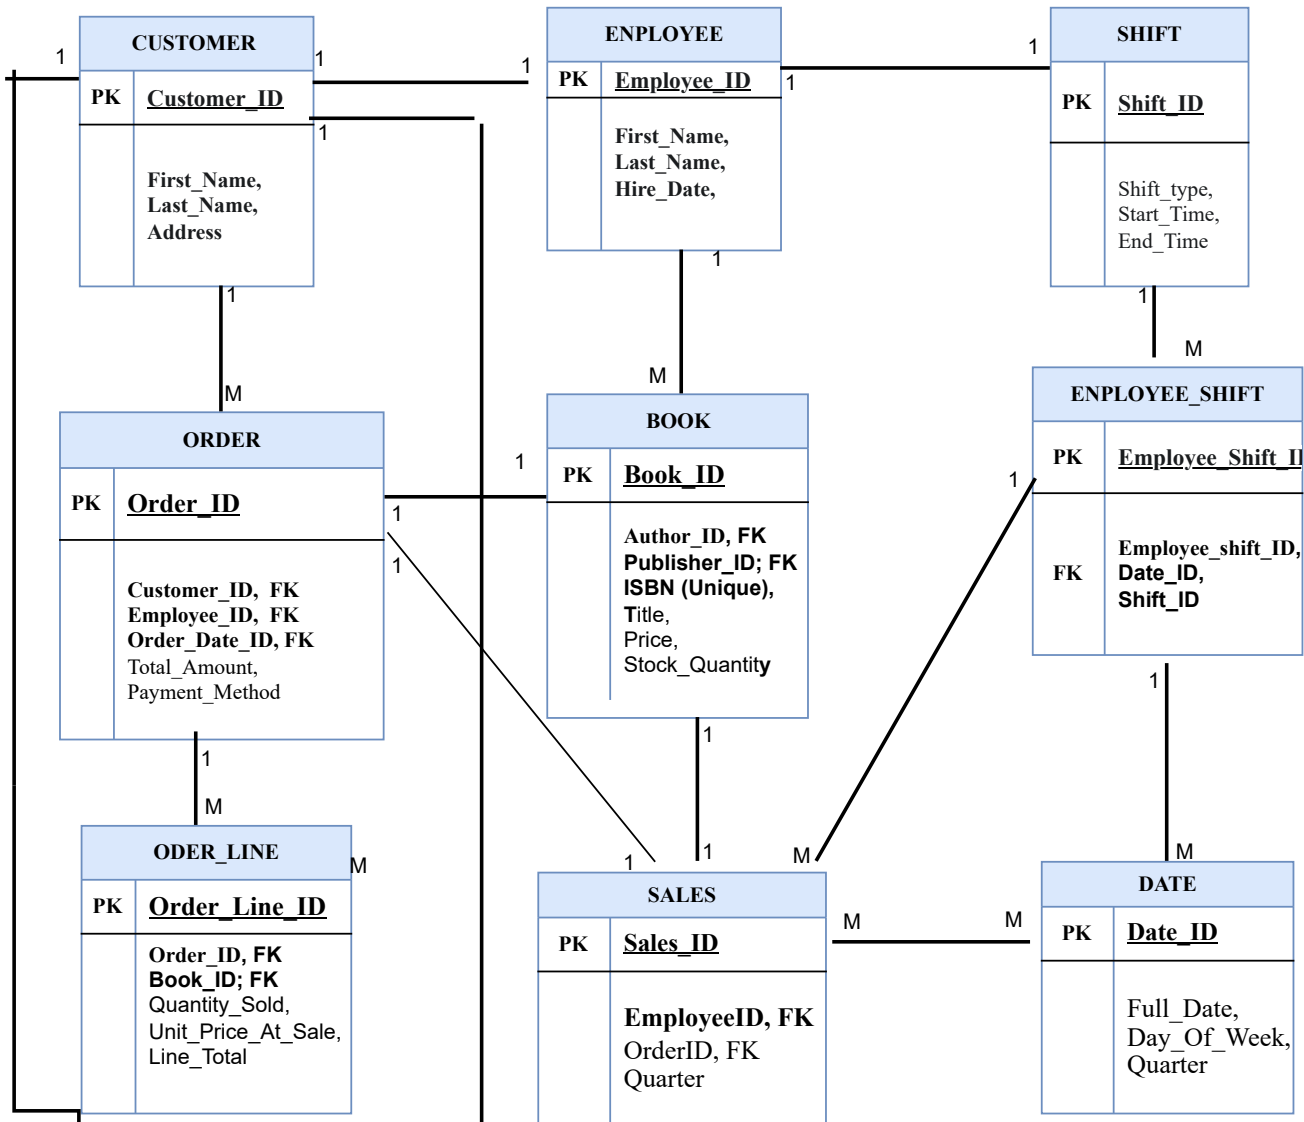 CUSTOMER
PK Customer_ID
First_Name,
Last_Name,
Address
1
1
1
1
ENPLOYEE
PK Employee_ID
First_Name,
Last_Name,
Hire_Date,
1
1
1
SHIFT
PK Shift_ID
Shift_type,
Start_Time,
End_Time
1
1
M
ORDER
PK Order_ID
Customer_ID, FK
Employee_ID, FK
Order_Date_ID, FK
Total_Amount,
Payment_Method
M
1
1
1
BOOK
PK Book_ID
Author_ID, FK
Publisher_ID; FK
ISBN (Unique),
Title,
Price,
Stock_Quantity
M
1
1
ENPLOYEE_SHIFT
PK Employee_Shift_ID
Employee_shift_ID,
FK Date_ID,
Shift_ID
1
1
ODER_LINE
PK Order_Line_ID
Order_ID, FK
Book_ID; FK
Quantity_Sold,
Unit_Price_At_Sale,
Line_Total
M
M
SALES
PK Sales_ID
EmployeeID, FK
OrderID, FK
Quarter
1
1
M
M
DATE
PK Date_ID
Full_Date,
Day_Of_Week,
Quarter
M
M